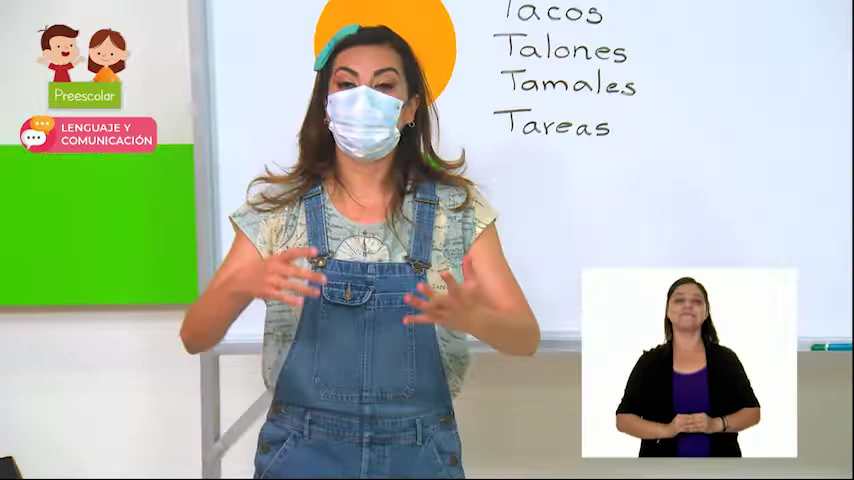 Preescolar
LENGUAJE Y
COMUNICACIÓN
Tacos
Talones
Tamales
Tareas